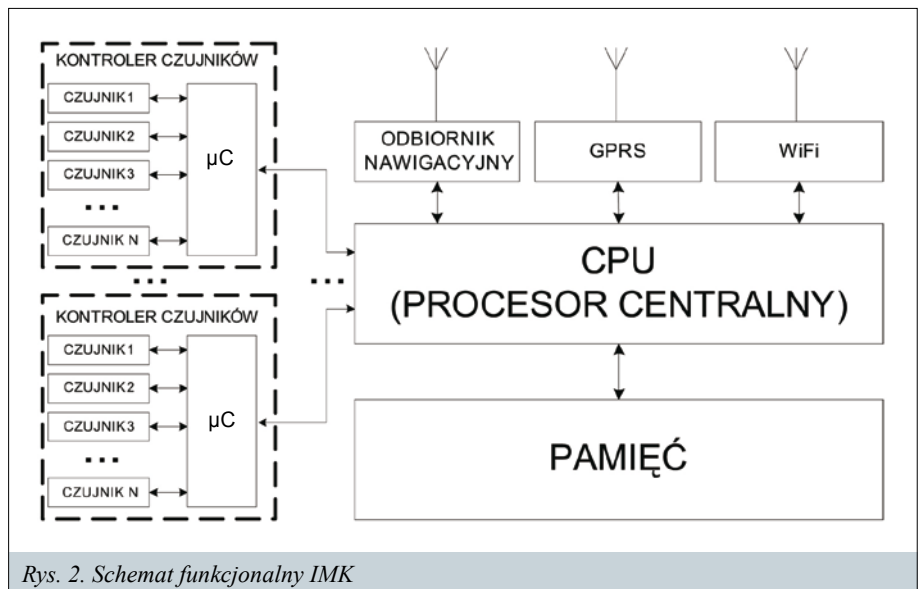 KONTROLER CZUJNIKÓW
CZUJNIK1
CZUJNIK2
CZUJNIK3
...
CZUJNIK N
µC
...
KONTROLER CZUJNIKÓW
CZUJNIK1
CZUJNIK2
CZUJNIK3
...
CZUJNIK N
µC
...
ODBIORNIK
NAWIGACYJNY
GPRS
WiFi
CPU
(PROCESOR CENTRALNY)
PAMIĘĆ
Rys. 2. Schemat funkcjonalny IMK